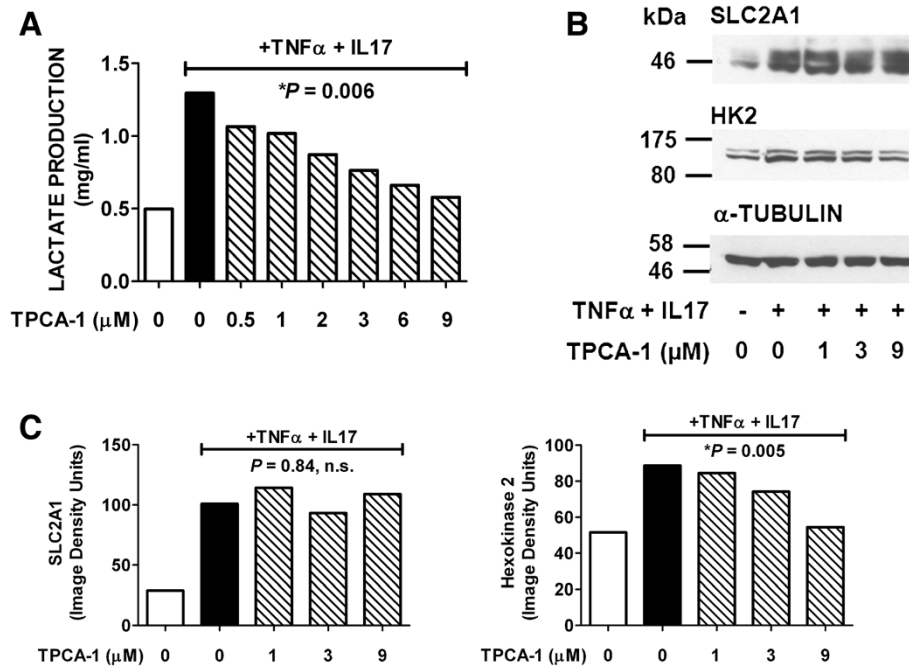 A
+TNFα + IL17
*P = 0.006
LACTATE PRODUCTION
(mg/ml)
1.5
1.0
0.5
0.0
TPCA-1 (μM) 0 0 0.5 1 2 3 6 9
B
kDa SLC2A1
46
HK2
175
80
α-TUBULIN
58
46
TNFα + IL17 - + + + +
TPCA-1 (μM) 0 0 1 3 9
C
+TNFα + IL17
P = 0.84, n.s.
SLC2A1
(Image Density Units)
150
100
50
0
TPCA-1 (μM) 0 0 1 3 9
+TNFα + IL17
*P = 0.005
Hexokinase 2
(Image Density Units)
100
80
60
40
20
0
TPCA-1 (μM) 0 0 1 3 9